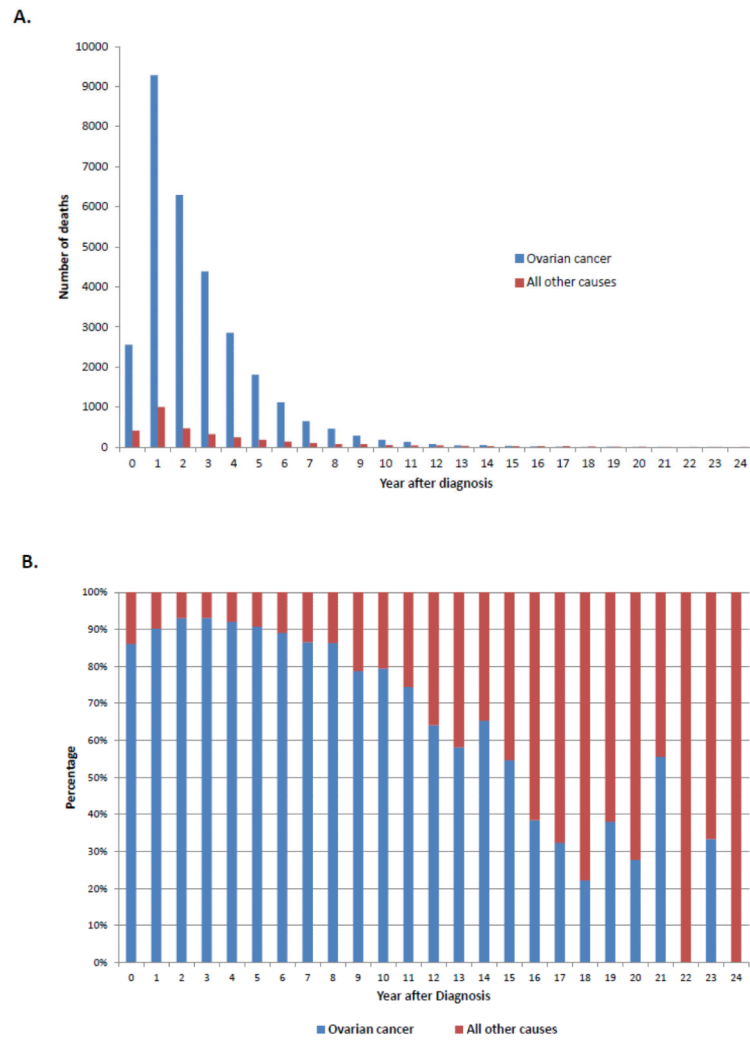 A.
10000
9000
8000
7000
6000
5000
4000
3000
2000
1000
0
Number of deaths
Ovarian cancer
All other causes
0 1 2 3 4 5 6 7 8 9 10 11 12 13 14 15 16 17 18 19 20 21 22 23 24
Year after diagnosis
B.
100%
90%
80%
70%
60%
50%
40%
30%
20%
10%
0%
Percentage
0 1 2 3 4 5 6 7 8 9 10 11 12 13 14 15 16 17 18 19 20 21 22 23 24
Year after Diagnosis
Ovarian cancer All other causes